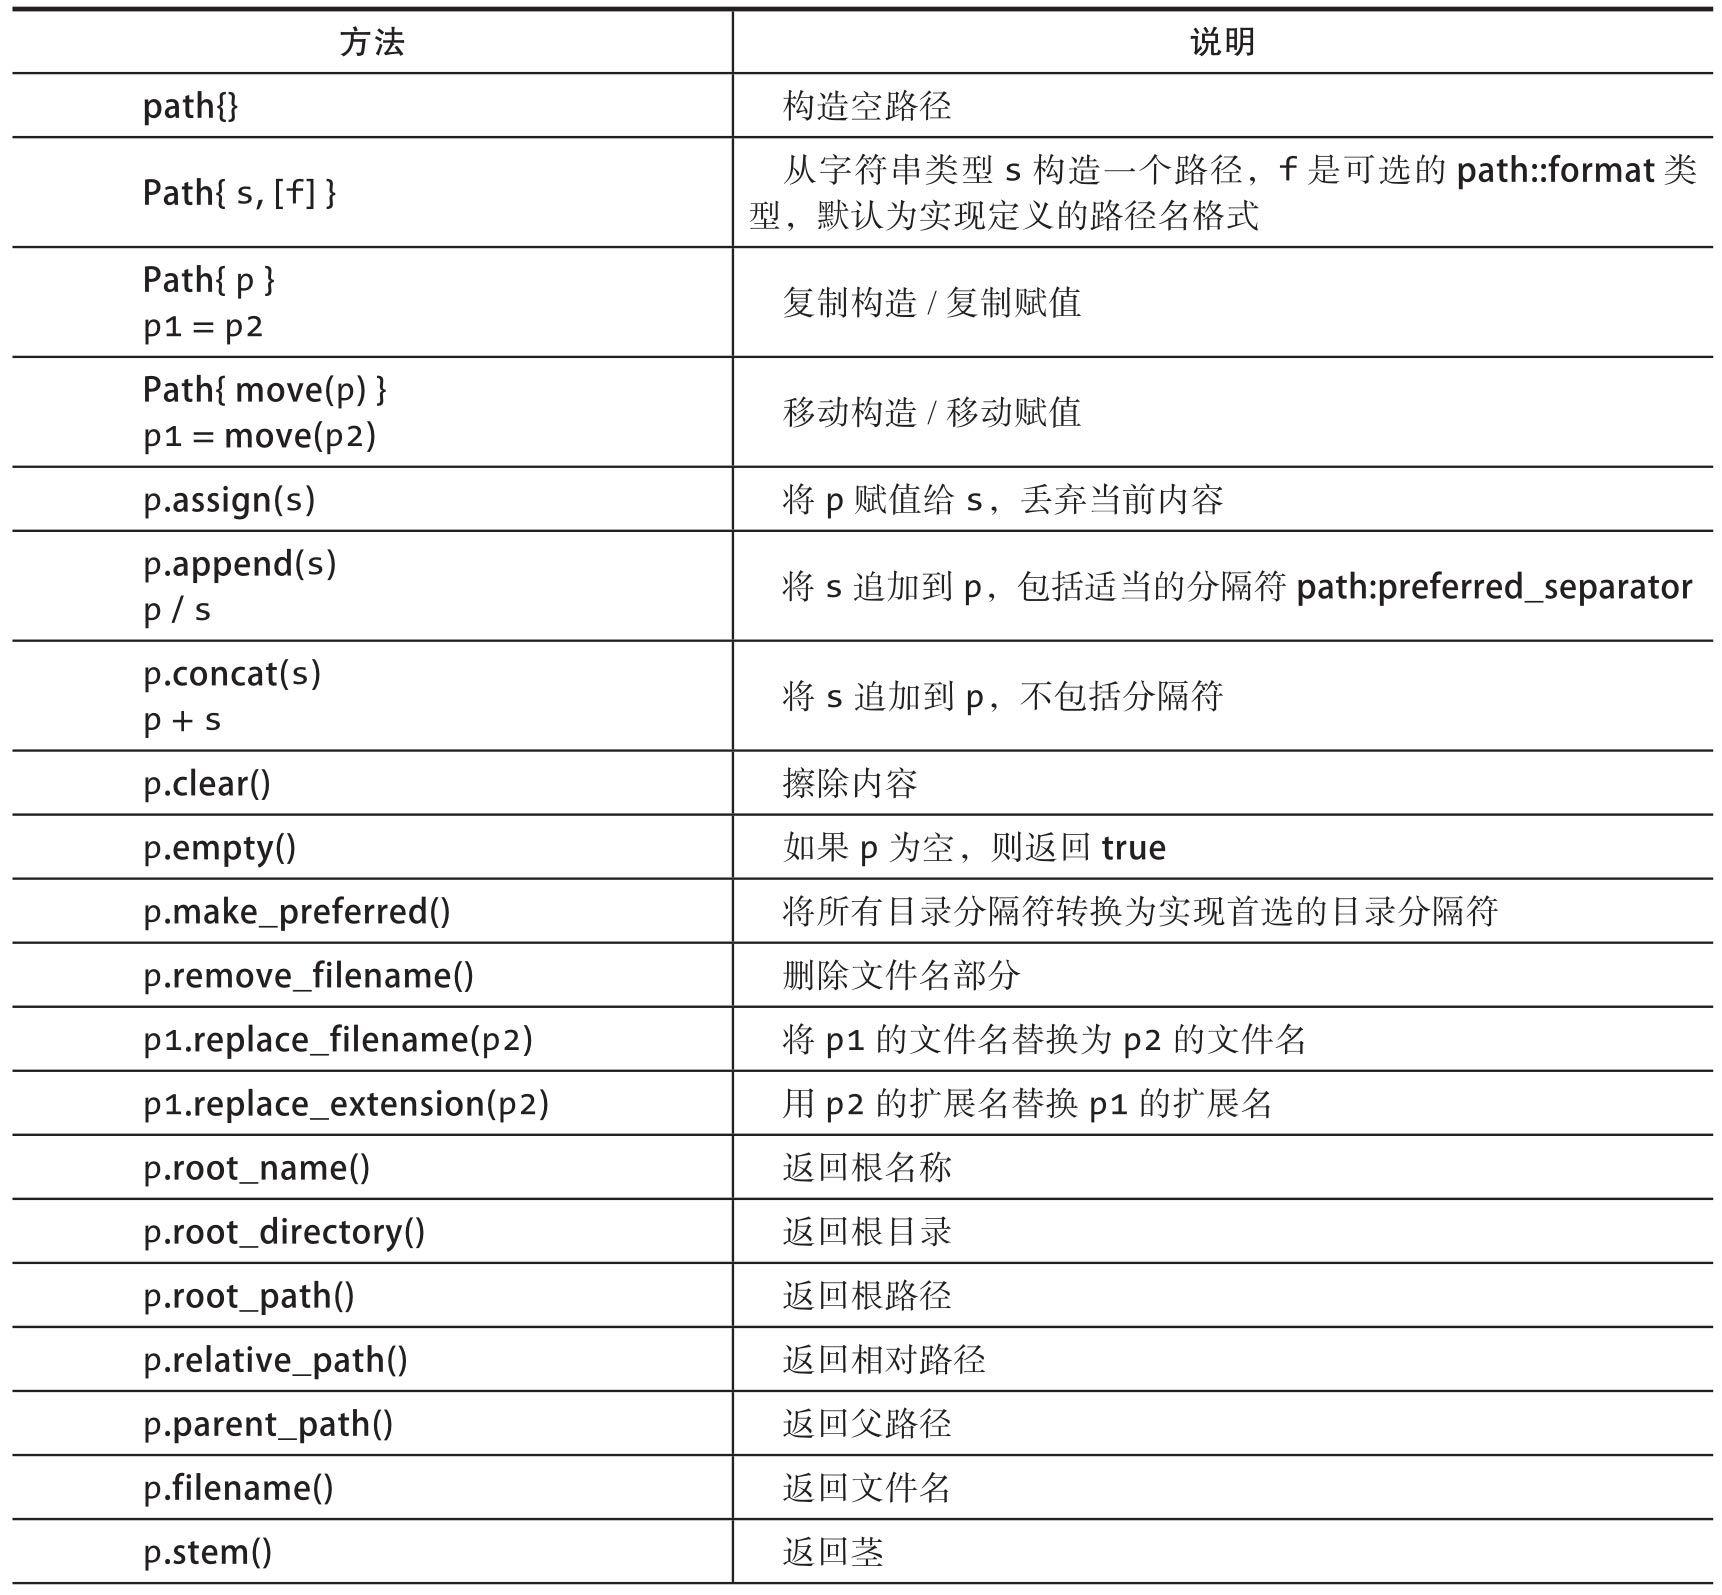 方法 说明
path{} 构造空路径
Path{ s, [f] } 从字符串类型 s 构造一个路径，f 是可选的 path::format 类
型，默认为实现定义的路径名格式
Path{ p }
p1 = p2
复制构造 / 复制赋值
Path{ move(p) }
p1 = move(p2)
移动构造 / 移动赋值
p.assign(s) 将 p 赋值给 s，丢弃当前内容
p.append(s)
p / s
将 s 追加到 p，包括适当的分隔符 path:preferred_separator
p.concat(s)
p + s
将 s 追加到 p，不包括分隔符
p.clear() 擦除内容
p.empty() 如果 p 为空，则返回 true
p.make_preferred() 将所有目录分隔符转换为实现首选的目录分隔符
p.remove_filename() 删除文件名部分
p1.replace_filename(p2) 将 p1 的文件名替换为 p2 的文件名
p1.replace_extension(p2) 用 p2 的扩展名替换 p1 的扩展名
p.root_name() 返回根名称
p.root_directory() 返回根目录
p.root_path() 返回根路径
p.relative_path() 返回相对路径
p.parent_path() 返回父路径
p.filename() 返回文件名
p.stem() 返回茎